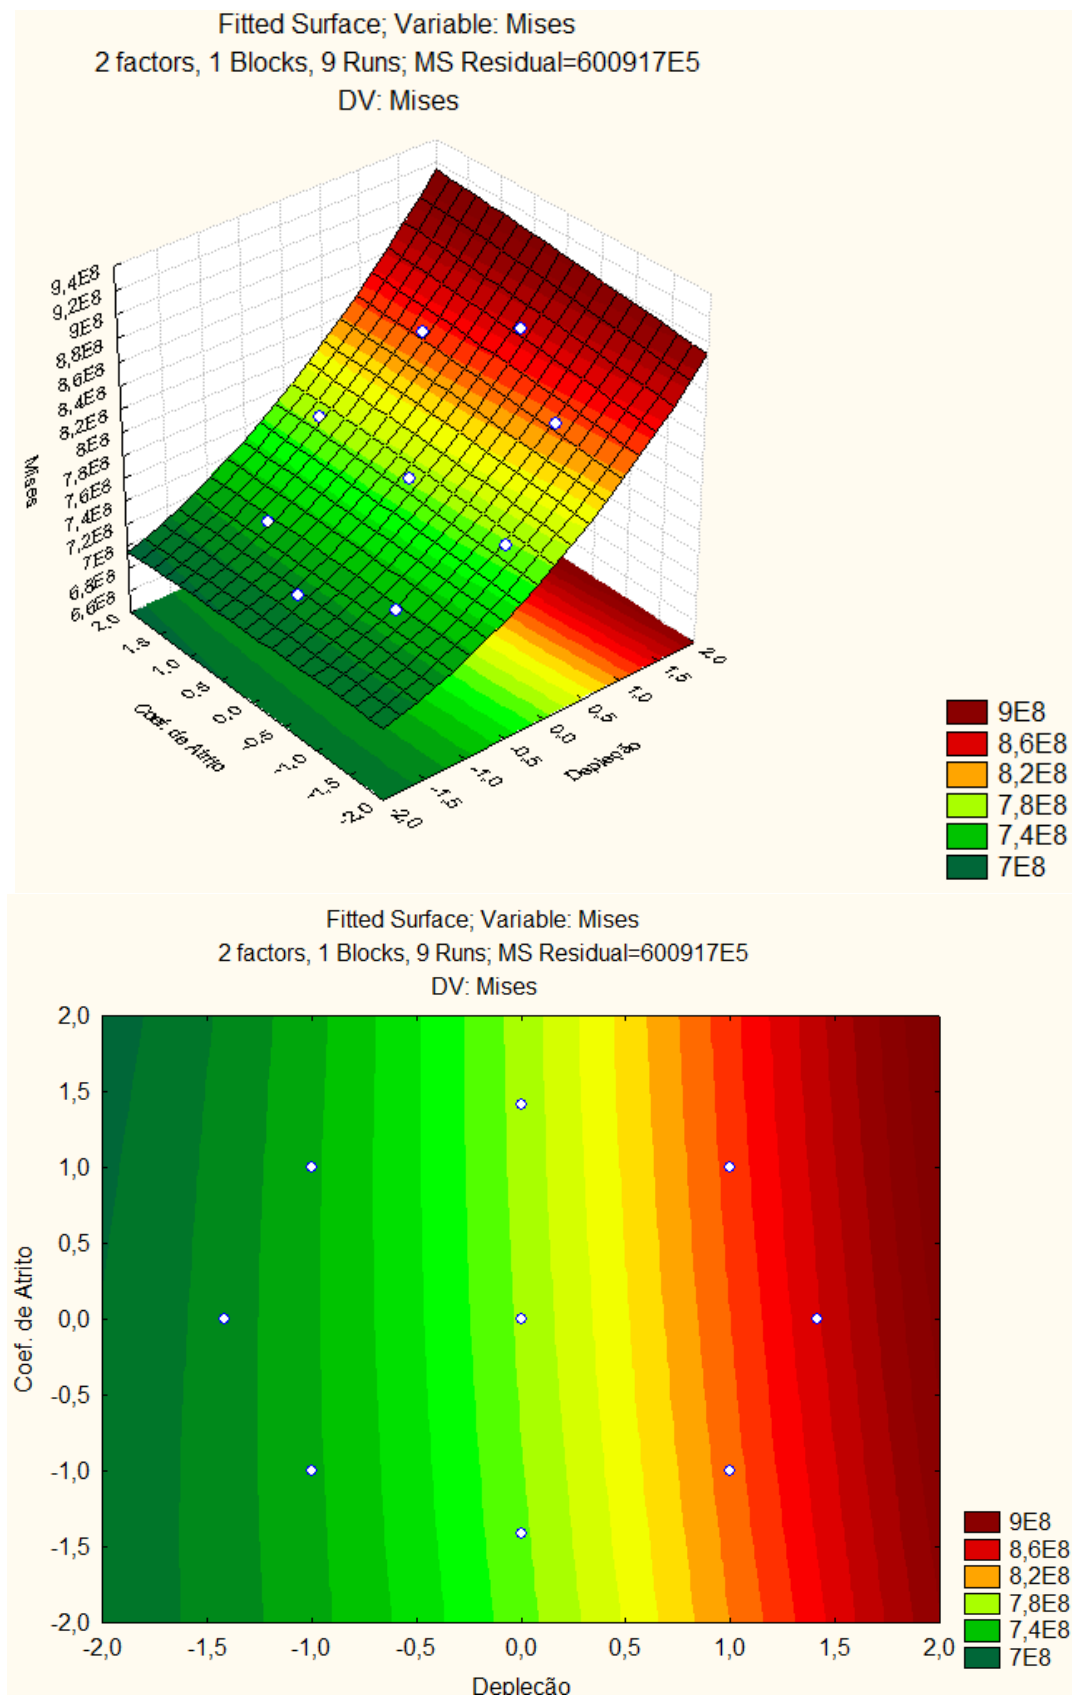 Fitted Surface; Variable: Mises
2 factors, 1 Blocks, 9 Runs; MS Residual=600917E5
DV: Mises
9,4E8
9,2E8
9E8
8,8E8
8,6E8
8,4E8
8,2E8
8E8
7,8E8
7,6E8
7,4E8
7,2E8
7E8
6,8E8
6,6E8
Mises
2,0
1,5
1,0
0,5
0,0
-2,0
Coef. de Atrito
-2,0
-1,5
-1,0
-0,5
0,0
0,5
1,0
1,5
2,0
Depleção
9E8
8,6E8
8,2E8
7,8E8
7,4E8
7E8
Fitted Surface; Variable: Mises
2 factors, 1 Blocks, 9 Runs; MS Residual=600917E5
DV: Mises
2,0
1,5
1,0
0,5
0,0
-0,5
-1,0
-1,5
-2,0
Coef. de Atrito
-2,0 -1,5 -1,0 -0,5 0,0 0,5 1,0 1,5 2,0
Depleção
9E8
8,6E8
8,2E8
7,8E8
7,4E8
7E8